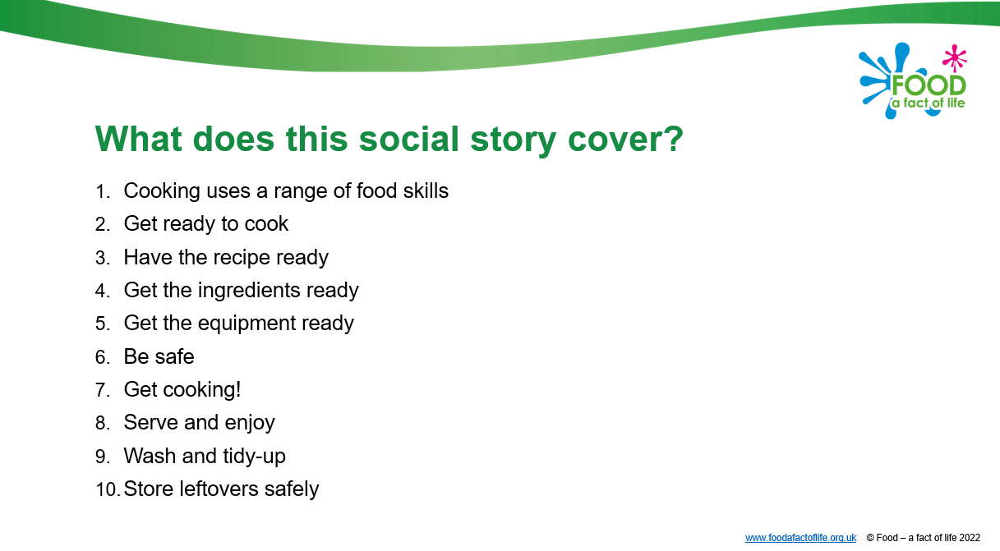 FOOD
a fact of life
What does this social story cover?
1. Cooking uses a range of food skills
2. Get ready to cook
3. Have the recipe ready
4. Get the ingredients ready
5. Get the equipment ready
6. Be safe
7. Get cooking!
8. Serve and enjoy
9. Wash and tidy-up
10. Store leftovers safely
www.foodafactoflife.org.uk © Food – a fact of life 2022